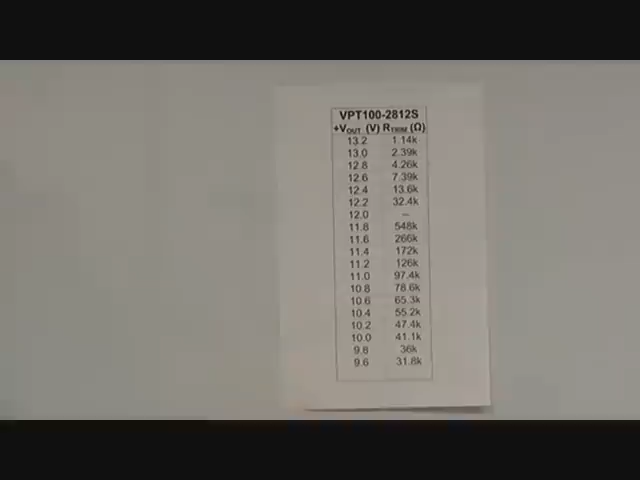 VPT100-2812S
+VOUT (V) RTRIM (Ω)
13.2 1.14k
13.0 2.39k
12.8 4.26k
12.6 7.39k
12.4 13.6k
12.2 32.4k
12.0 –
11.8 548k
11.6 266k
11.4 172k
11.2 126k
11.0 97.4k
10.8 78.6k
10.6 65.3k
10.4 55.2k
10.2 47.4k
10.0 41.1k
9.8 36k
9.6 31.8k